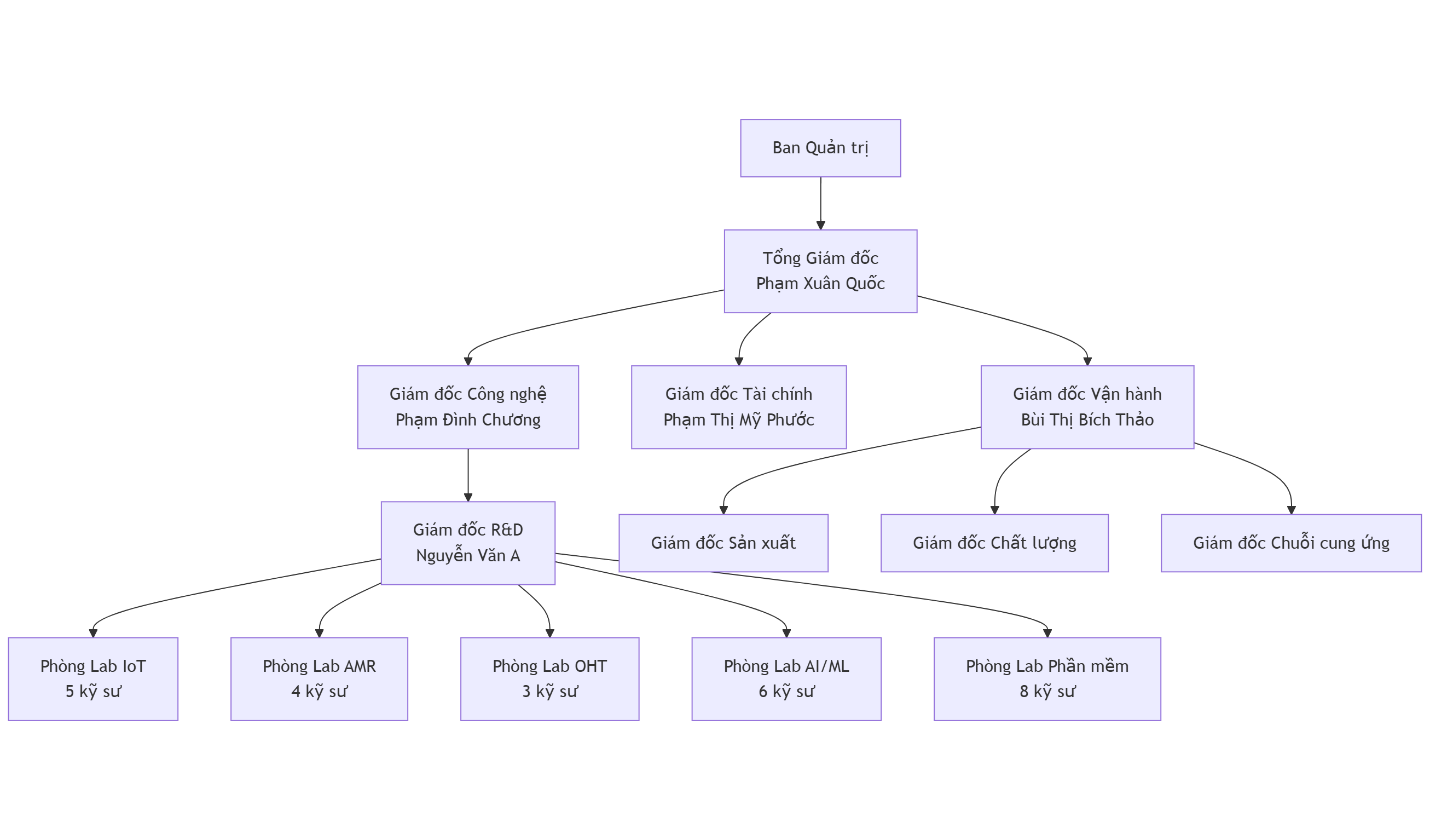 Ban Quản trị
Tổng Giám đốc
Phạm Xuân Quốc
Giám đốc Công nghệ
Phạm Đình Chương
Giám đốc Tài chính
Phạm Thị Mỹ Phước
Giám đốc Vận hành
Bùi Thị Bích Thảo
Giám đốc R&D
Nguyễn Văn A
Giám đốc Sản xuất
Giám đốc Chất lượng
Giám đốc Chuỗi cung ứng
Phòng Lab IoT
5 kỹ sư
Phòng Lab AMR
4 kỹ sư
Phòng Lab OHT
3 kỹ sư
Phòng Lab AI/ML
6 kỹ sư
Phòng Lab Phần mềm
8 kỹ sư